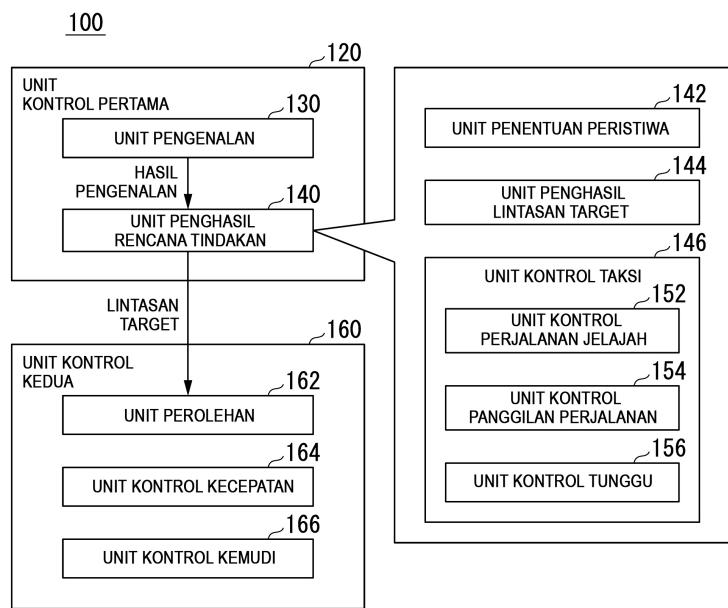 100
120
UNIT
KONTROL PERTAMA
130
UNIT PENGENALAN
HASIL
PENGENALAN
140
UNIT PENGHASIL
RENCANA TINDAKAN
LINTASAN
TARGET
160
UNIT KONTROL
KEDUA
162
UNIT PEROLEHAN
164
UNIT KONTROL KECEPATAN
166
UNIT KONTROL KEMUDI
142
UNIT PENENTUAN PERISTIWA
144
UNIT PENGHASIL
LINTASAN TARGET
146
UNIT KONTROL TAKSI
152
UNIT KONTROL
PERJALANAN JELAJAH
154
UNIT KONTROL
PANGGILAN PERJALANAN
156
UNIT KONTROL TUNGGU